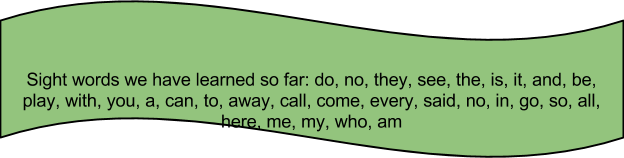 Sight words we have learned so far: do, no, they, see, the, is, it, and, be,
play, with, you, a, can, to, away, call, come, every, said, no, in, go, so, all,
here, me, my, who, am